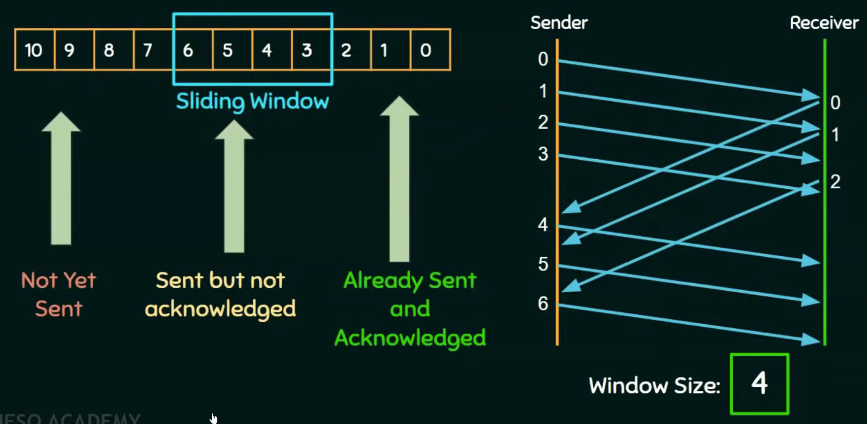 10 9 8 7 6 5 4 3 2 1 0
Sliding Window
Not Yet
Sent
Sent but not
acknowledged
Already Sent
and
Acknowledged
Sender
Receiver
0
1
2
3
4
5
6
0
1
2
Window Size: 4
ESO ACADEMY